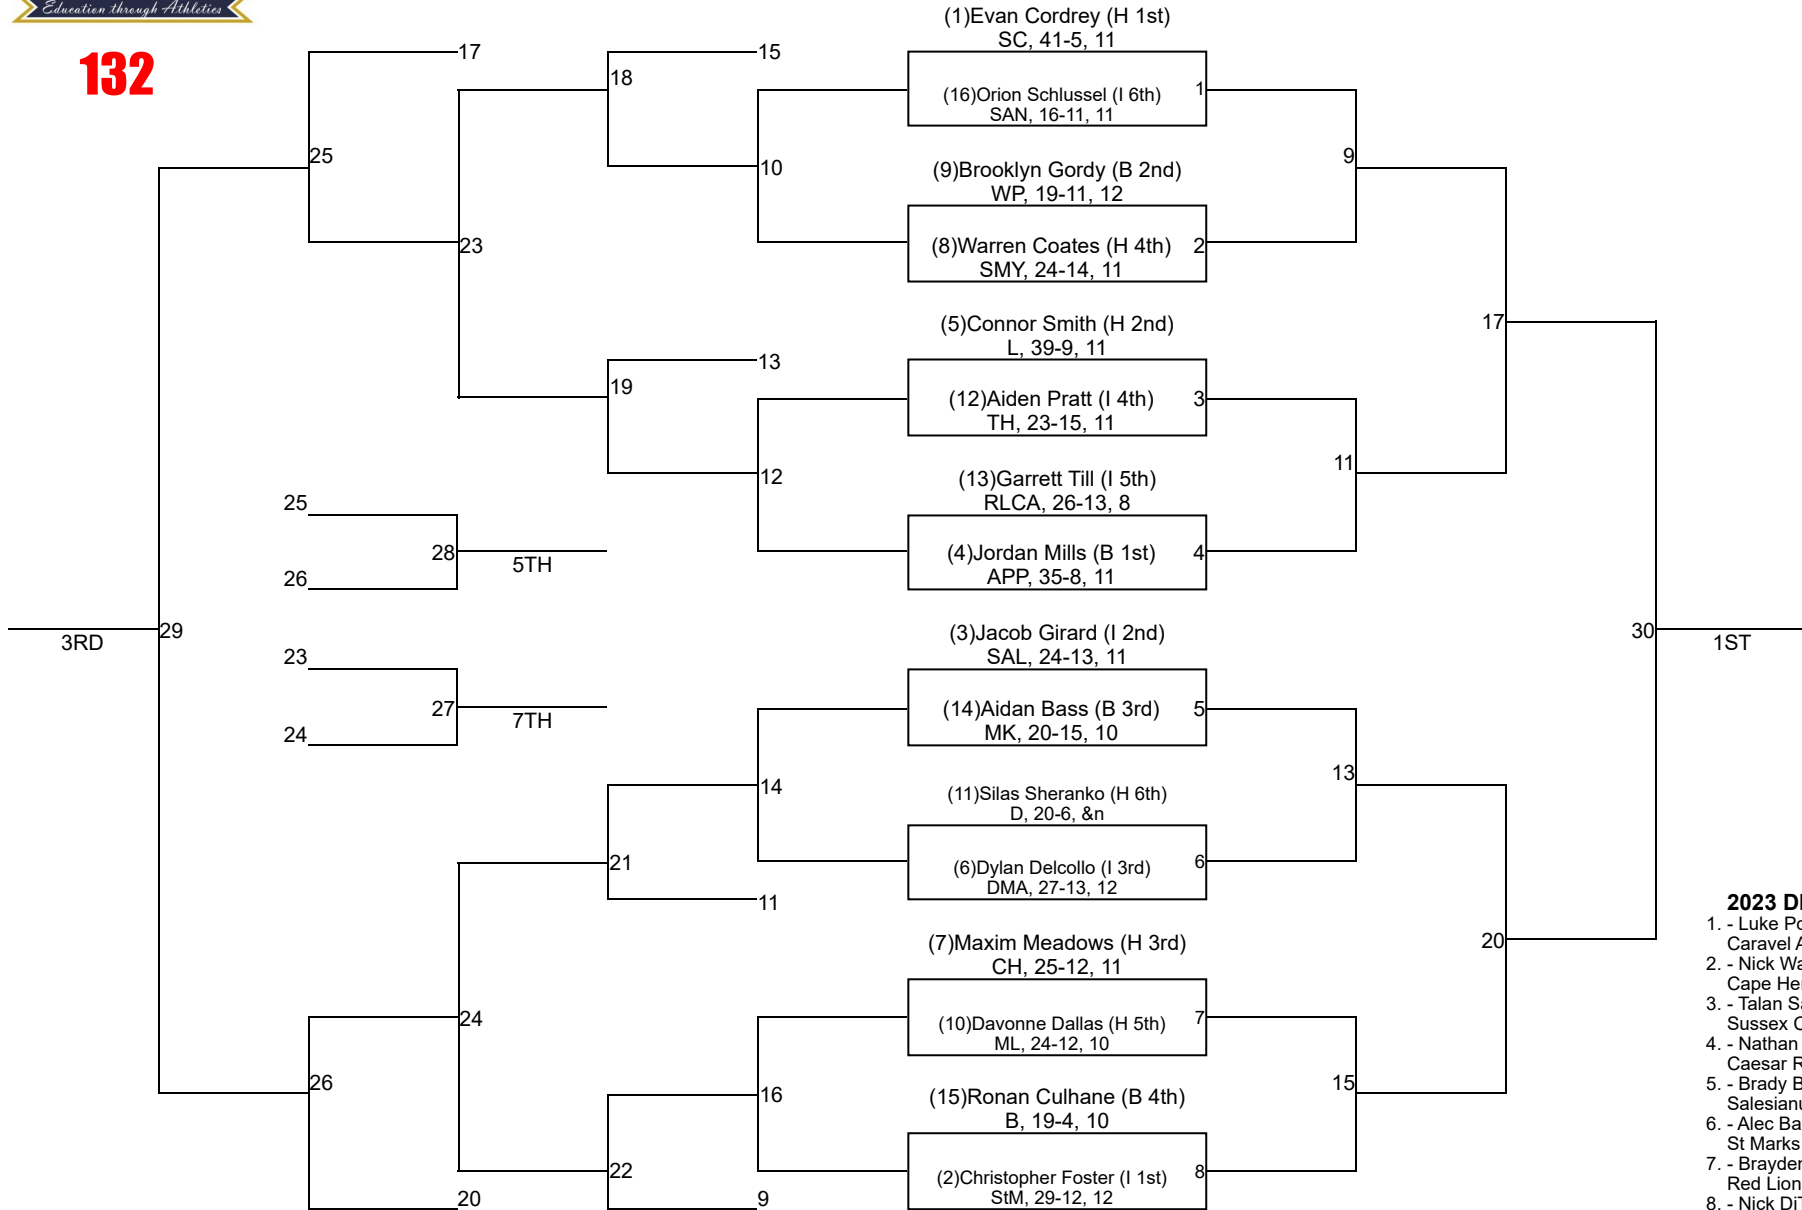 Education through Athletics
132
17
15
18
25
10
23
13
19
12
25
28
5TH
26
3RD
29
23
27
7TH
24
14
21
11
24
26
16
22
20
9
(1)Evan Cordrey (H 1st)
SC, 41-5, 11
(16)Orion Schlussel (I 6th)
SAN, 16-11, 11
1
(9)Brooklyn Gordy (B 2nd)
WP, 19-11, 12
(8)Warren Coates (H 4th)
SMY, 24-14, 11
2
(5)Connor Smith (H 2nd)
L, 39-9, 11
(12)Aiden Pratt (I 4th)
TH, 23-15, 11
3
(13)Garrett Till (I 5th)
RLCA, 26-13, 8
(4)Jordan Mills (B 1st)
APP, 35-8, 11
4
(3)Jacob Girard (I 2nd)
SAL, 24-13, 11
(14)Aidan Bass (B 3rd)
MK, 20-15, 10
5
(11)Silas Sheranko (H 6th)
D, 20-6, &n
(6)Dylan Delcollo (I 3rd)
DMA, 27-13, 12
6
(7)Maxim Meadows (H 3rd)
CH, 25-12, 11
(10)Davonne Dallas (H 5th)
ML, 24-12, 10
7
(15)Ronan Culhane (B 4th)
B, 19-4, 10
(2)Christopher Foster (I 1st)
StM, 29-12, 12
8
9
17
11
30
1ST
13
20
15
2023 DI
1. - Luke Po
Caravel A
2. - Nick Wa
Cape Her
3. - Talan Sa
Sussex C
4. - Nathan
Caesar R
5. - Brady B
Salesianu
6. - Alec Ba
St Marks
7. - Brayden
Red Lion
8. - Nick DiT